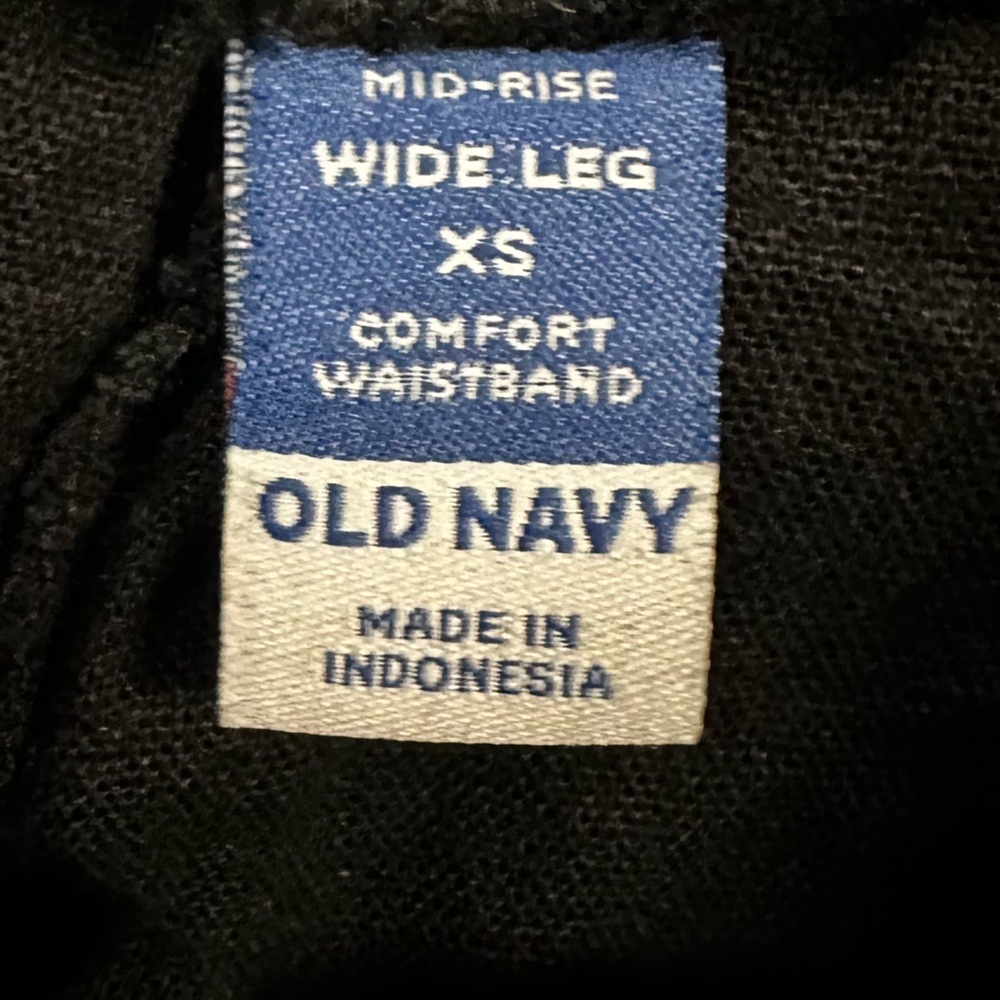 MID-RISE
WIDE LEG
XS
COMFORT
WAISTBAND
OLD NAVY
MADE IN
INDONESIA